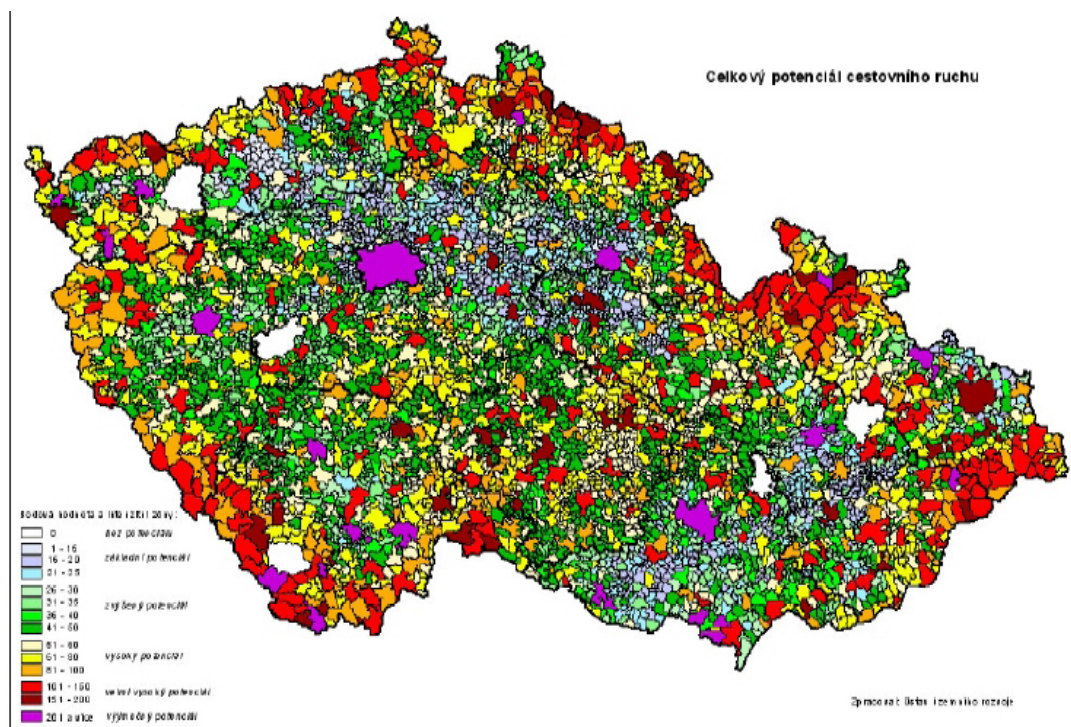 Celkový potenciál cestovního ruchu
Bodová hodnota a
0 bez potenciálu
1 - 15
16 - 20 základní potenciál
21 - 25
26 - 30
31 - 35 zvýšený potenciál
36 - 40
41 - 50
51 - 60
61 - 80 vysoký potenciál
81 - 100
101 - 150 velmi vysoký potenciál
151 - 200
201 a více výjimečný potenciál
Zpracoval: Ústav územního rozvoje